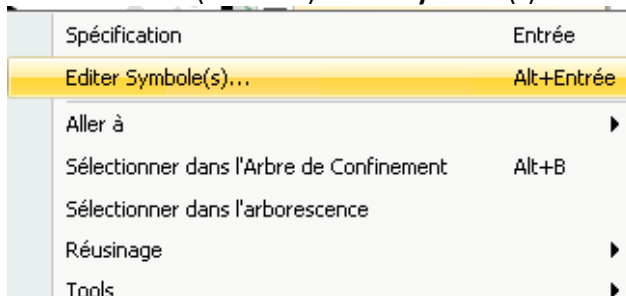 Spécification Entrée
Editer Symbole(s)... Alt+Entrée
Aller à
Sélectionner dans l'Arbre de Confinement Alt+B
Sélectionner dans l'arborescence
Réusinage
Tools